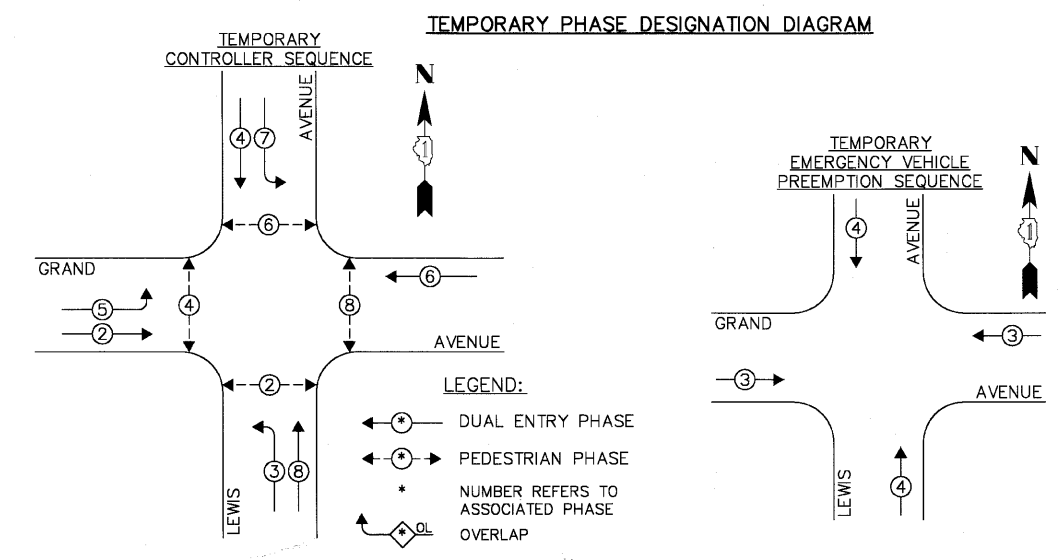 TEMPORARY PHASE DESIGNATION DIAGRAM
TEMPORARY
CONTROLLER SEQUENCE
AVENUE
N
1
4
7
6
GRAND
5
2
4
8
6
AVENUE
2
3
8
LEWIS
LEGEND:
* DUAL ENTRY PHASE
* PEDESTRIAN PHASE
* NUMBER REFERS TO
ASSOCIATED PHASE
* OL OVERLAP
TEMPORARY
EMERGENCY VEHICLE
PREEMPTION SEQUENCE
N
1
4
AVENUE
GRAND
3
3
AVENUE
LEWIS
4